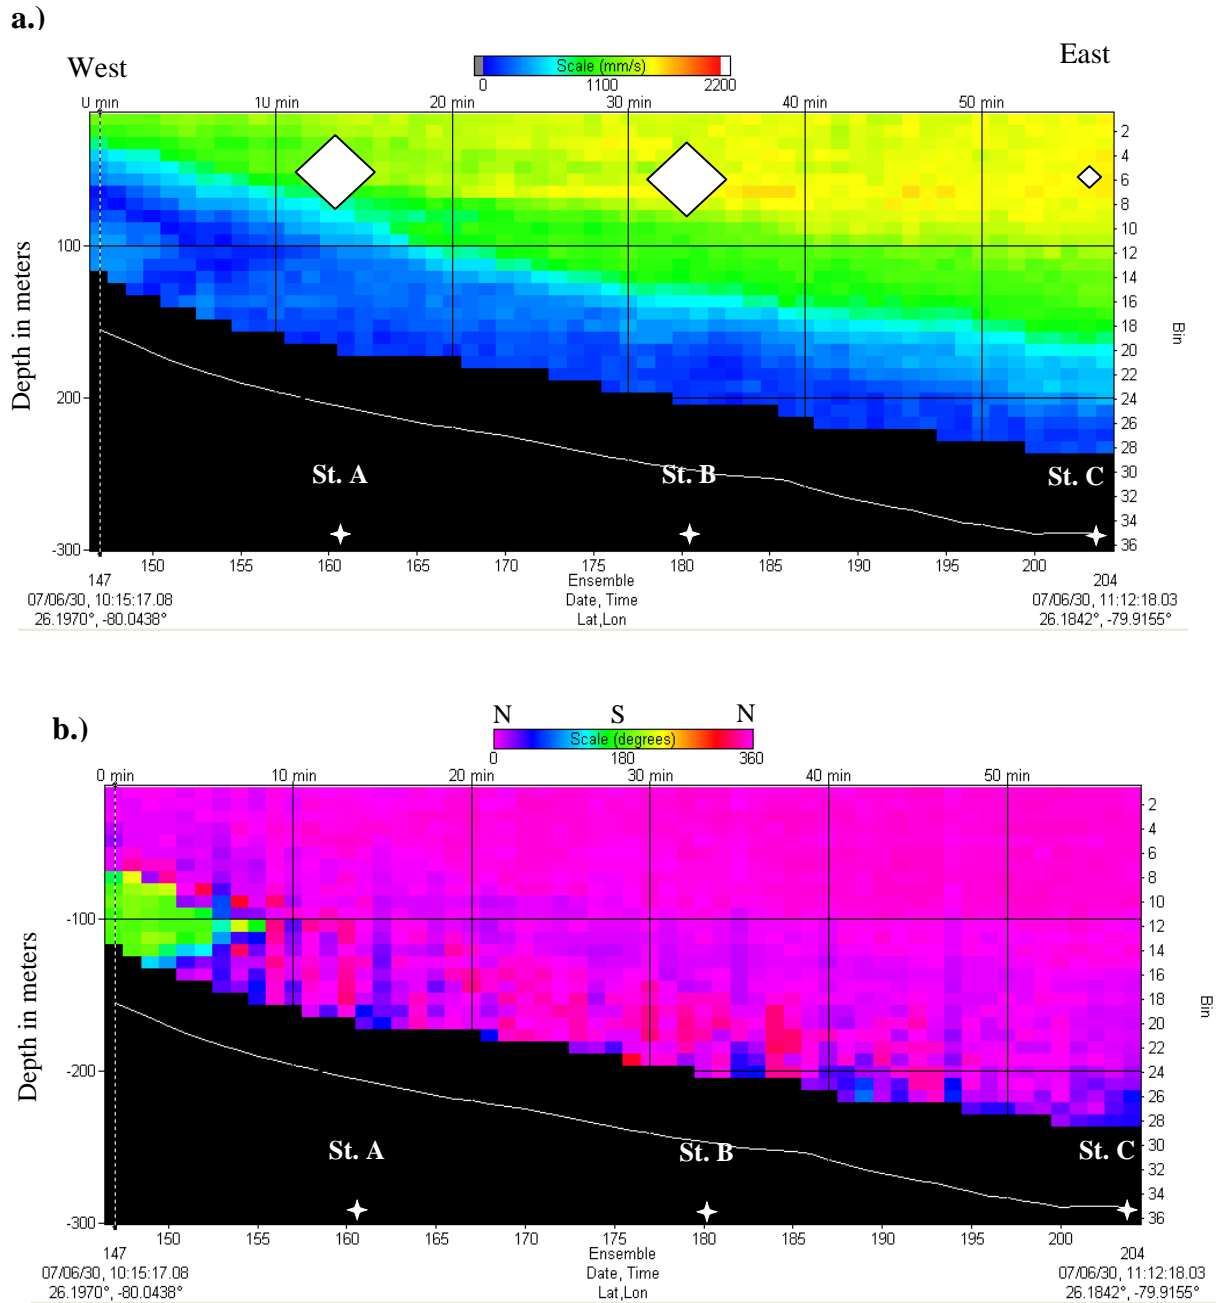 a.)
West
East
Scale (mm/s)
0 1100 2200
0 min 10 min 20 min 30 min 40 min 50 min
2
4
6
8
10
12
14
16
18
20
22
24
26
28
30
32
34
36
Bin
Depth in meters
100
200
-300
St. A St. B St. C
150 155 160 165 170 175 180 185 190 195 200
147 Ensemble 204
07/06/30, 10:15:17.08 Date, Time 07/06/30, 11:12:18.03
26.1970°, -80.0438° Lat,Lon 26.1842°, -79.9155°
b.)
N S N
Scale (degrees)
0 180 360
0 min 10 min 20 min 30 min 40 min 50 min
2
4
6
8
10
12
14
16
18
20
22
24
26
28
30
32
34
36
Bin
Depth in meters
-100
-200
-300
St. A St. B St. C
150 155 160 165 170 175 180 185 190 195 200
147 Ensemble 204
07/06/30, 10:15:17.08 Date, Time 07/06/30, 11:12:18.03
26.1970°, -80.0438° Lat,Lon 26.1842°, -79.9155°